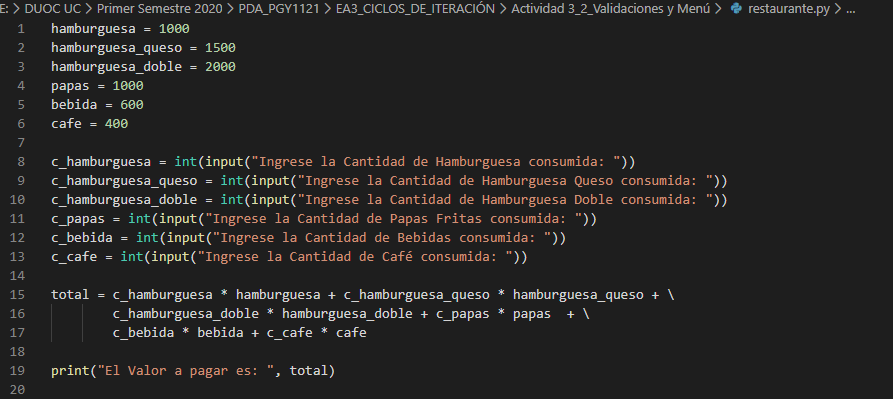 E: > DUOC UC > Primer Semestre 2020 > PDA_PGY1121 > EA3_CICLOS_DE_ITERACIÓN > Actividad 3_2_Validaciones y Menú > restaurante.py > ...
1 hamburguesa = 1000
2 hamburguesa_queso = 1500
3 hamburguesa_doble = 2000
4 papas = 1000
5 bebida = 600
6 cafe = 400
7
8 c_hamburguesa = int(input("Ingrese la Cantidad de Hamburguesa consumida: "))
9 c_hamburguesa_queso = int(input("Ingrese la Cantidad de Hamburguesa Queso consumida: "))
10 c_hamburguesa_doble = int(input("Ingrese la Cantidad de Hamburguesa Doble consumida: "))
11 c_papas = int(input("Ingrese la Cantidad de Papas Fritas consumida: "))
12 c_bebida = int(input("Ingrese la Cantidad de Bebidas consumida: "))
13 c_cafe = int(input("Ingrese la Cantidad de Café consumida: "))
14
15 total = c_hamburguesa * hamburguesa + c_hamburguesa_queso * hamburguesa_queso + \
16         c_hamburguesa_doble * hamburguesa_doble + c_papas * papas  + \
17         c_bebida * bebida + c_cafe * cafe
18
19 print("El Valor a pagar es: ", total)
20